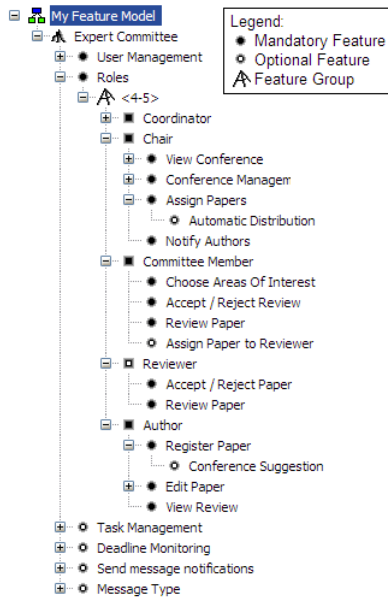 My Feature Model
Expert Committee
User Management
Roles
<4-5>
Coordinator
Chair
View Conference
Conference Managem
Assign Papers
Automatic Distribution
Notify Authors
Committee Member
Choose Areas Of Interest
Accept / Reject Review
Review Paper
Assign Paper to Reviewer
Reviewer
Accept / Reject Paper
Review Paper
Author
Register Paper
Conference Suggestion
Edit Paper
View Review
Task Management
Deadline Monitoring
Send message notifications
Message Type
Legend:
Mandatory Feature
Optional Feature
Feature Group